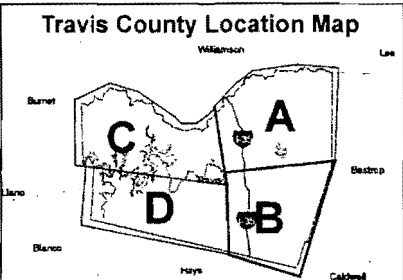 Travis County Location Map
Williamson
Lee
Burnet
A
C
Bastrop
Llano
D
B
Blanco
Hays
Caldwell